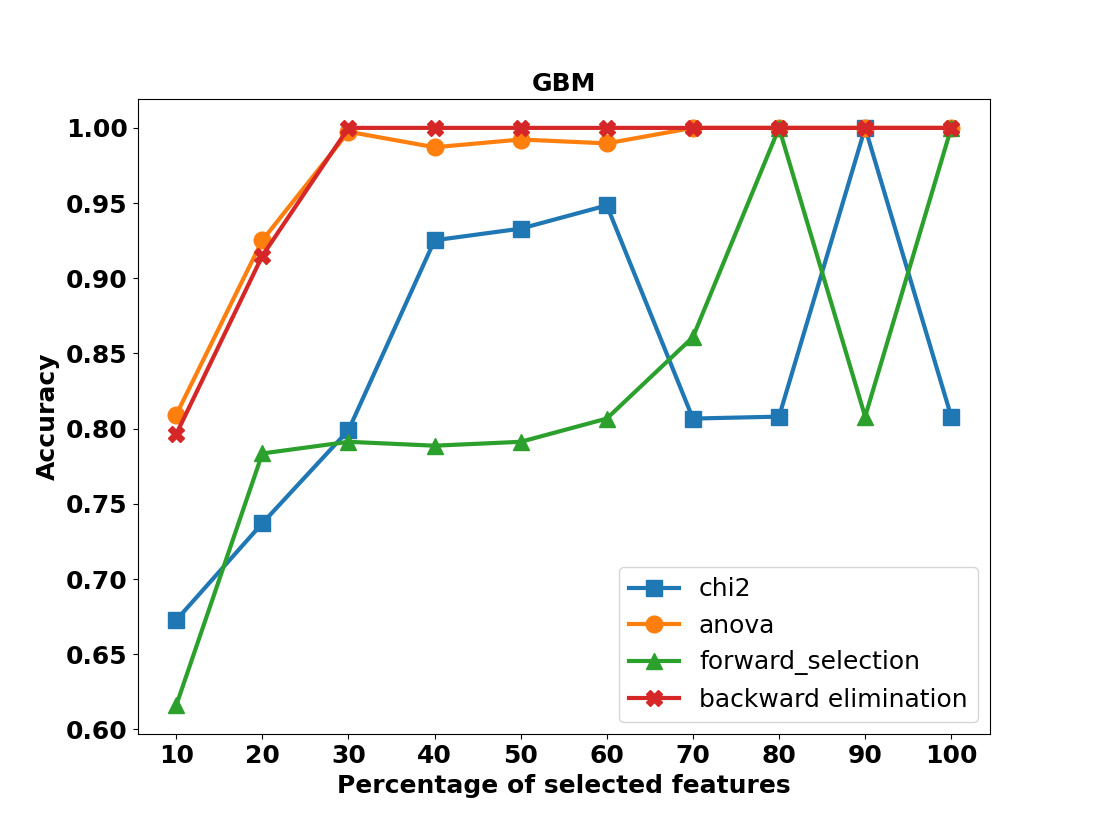 GBM
1.00
0.95
0.90
0.85
0.80
0.75
0.70
0.65
0.60
Accuracy
10 20 30 40 50 60 70 80 90 100
Percentage of selected features
chi2
anova
forward_selection
backward elimination